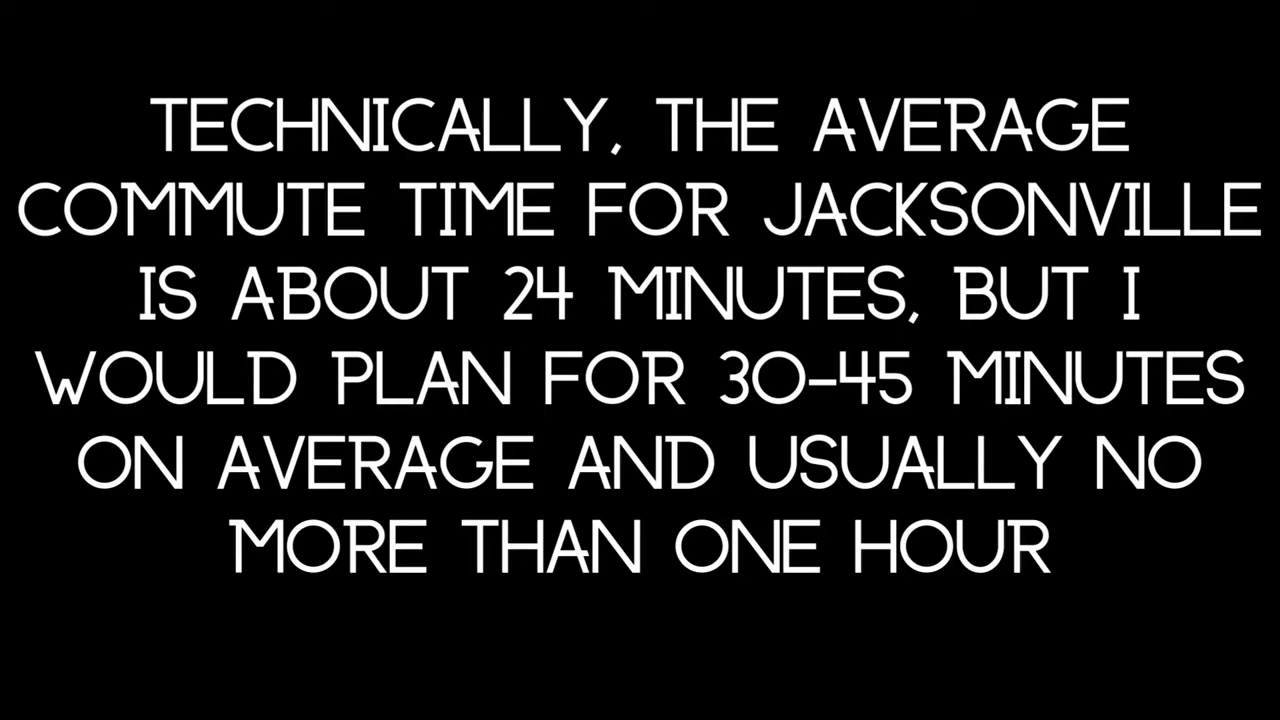 TECHNICALLY, THE AVERAGE
COMMUTE TIME FOR JACKSONVILLE
IS ABOUT 24 MINUTES, BUT I
WOULD PLAN FOR 30-45 MINUTES
ON AVERAGE AND USUALLY NO
MORE THAN ONE HOUR